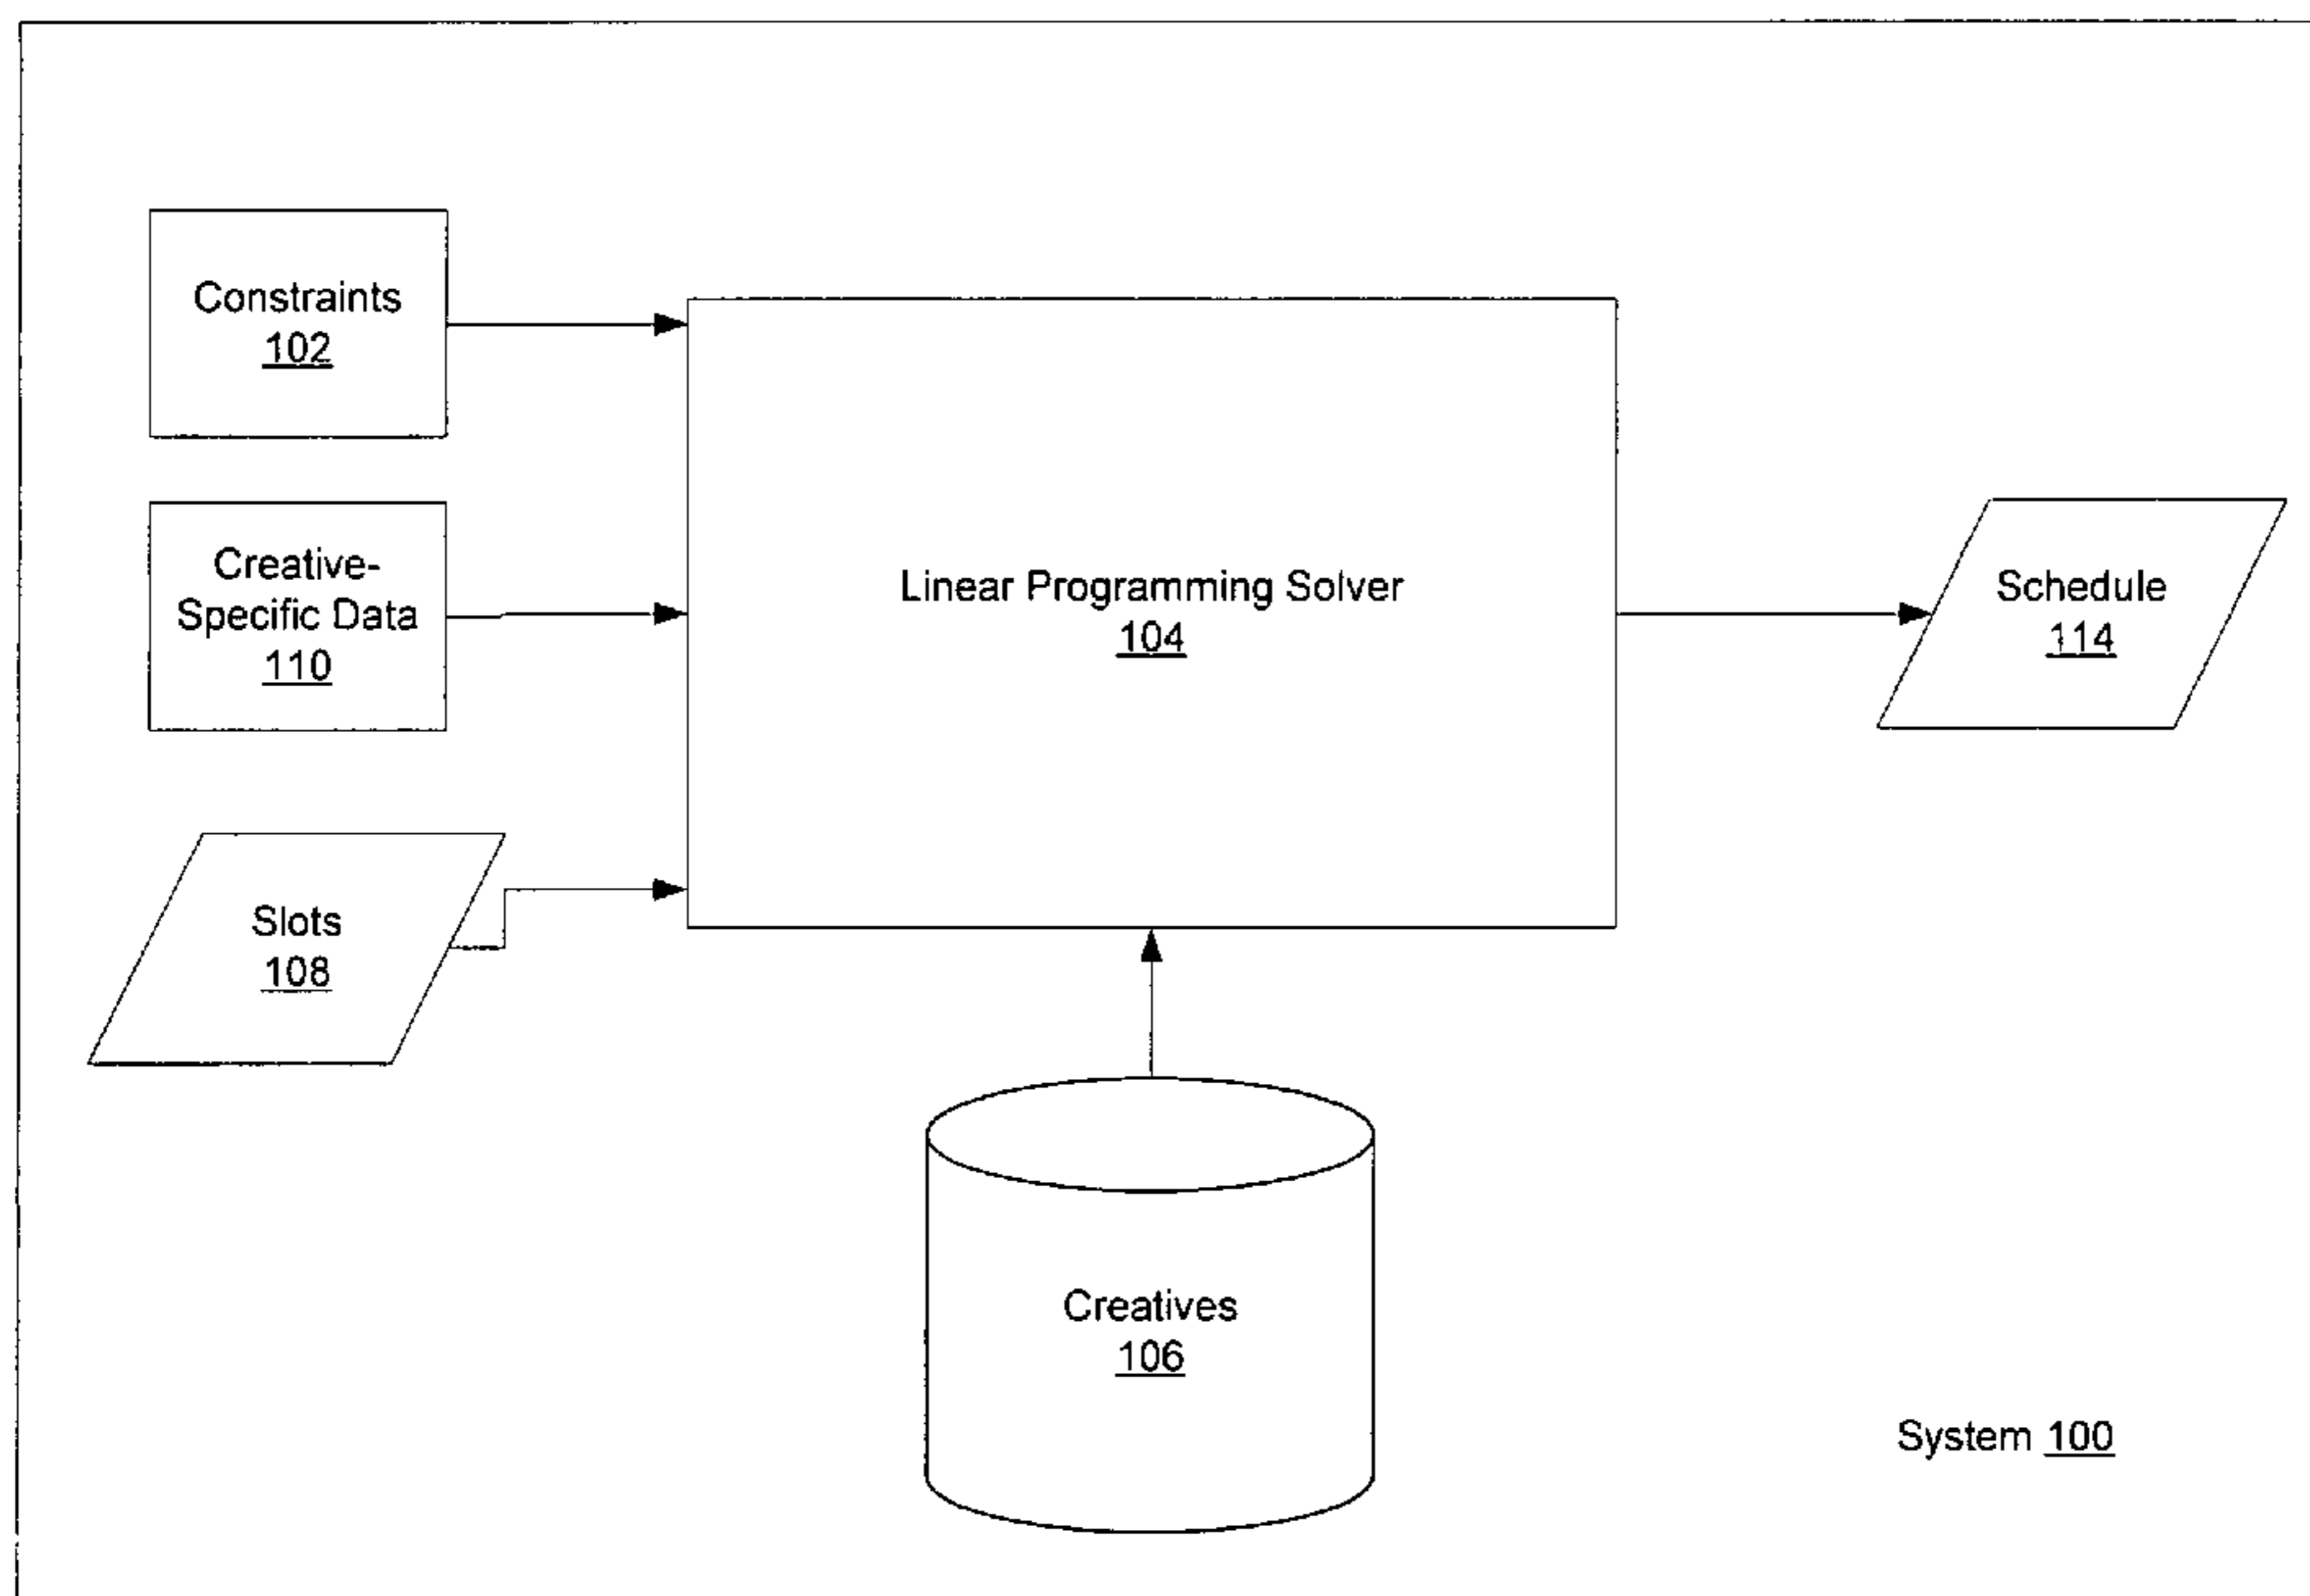 Constraints
102
Creative-
Specific Data
110
Slots
108
Linear Programming Solver
104
Schedule
114
Creatives
106
System 100